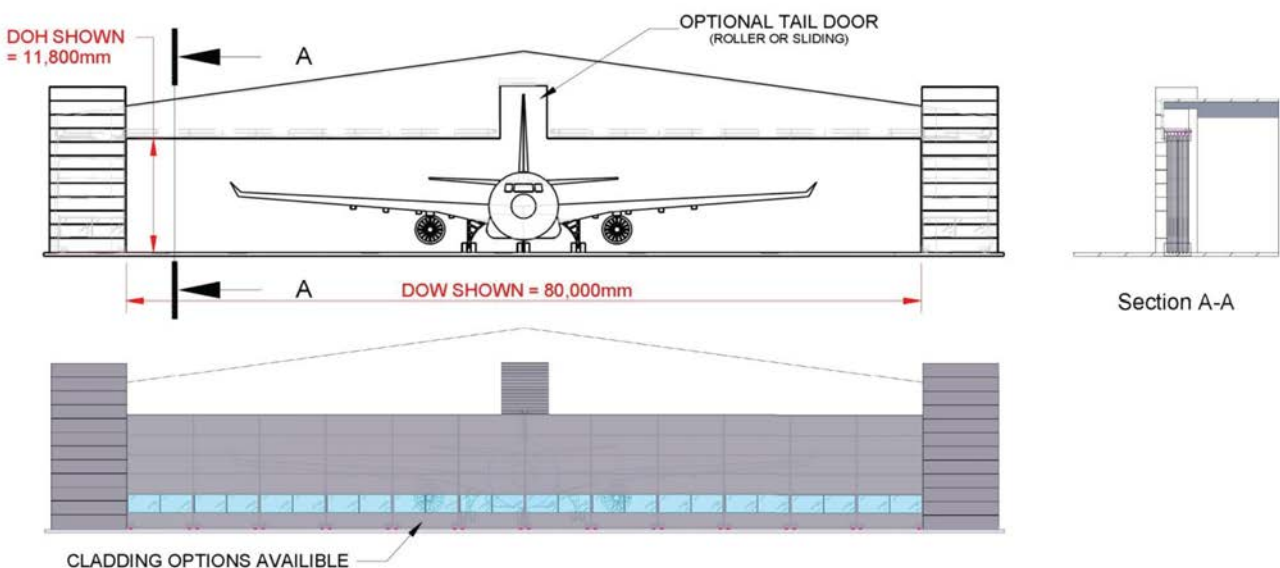 DOH SHOWN
= 11,800mm
A
OPTIONAL TAIL DOOR
(ROLLER OR SLIDING)
A
DOW SHOWN = 80,000mm
Section A-A
CLADDING OPTIONS AVAILIBLE